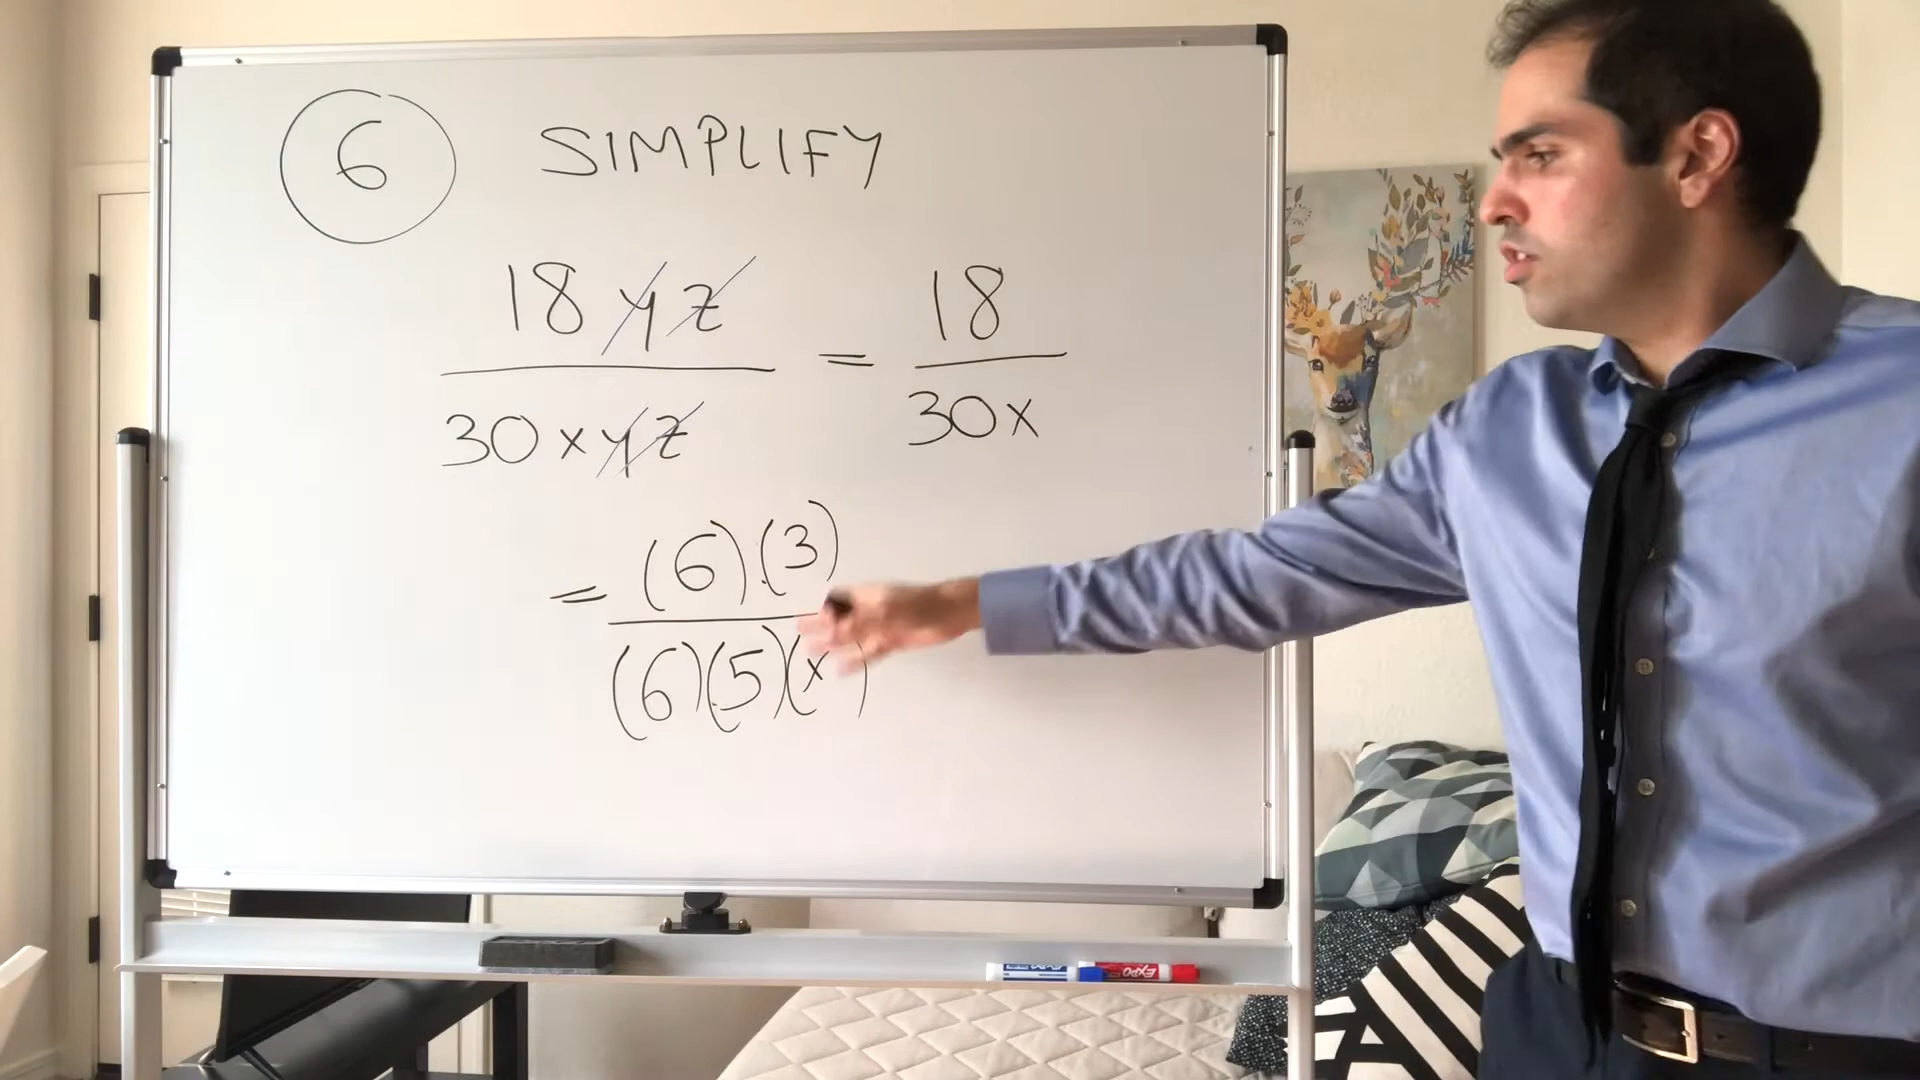 6 SIMPLIFY
18yz / 30xyz = 18 / 30x
= (6)(3) / (6)(5)(x)
EXPO